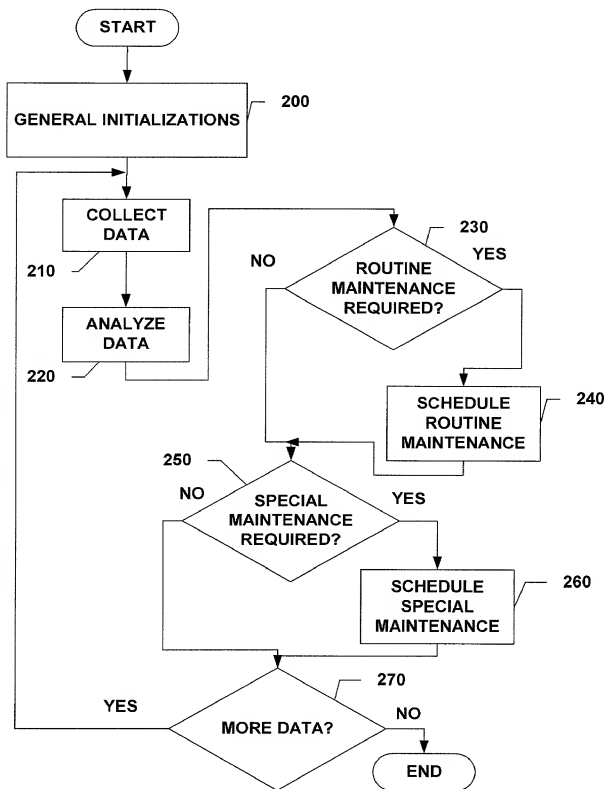 START
GENERAL INITIALIZATIONS
200
COLLECT
DATA
210
ANALYZE
DATA
220
230
NO
YES
ROUTINE
MAINTENANCE
REQUIRED?
SCHEDULE
ROUTINE
MAINTENANCE
240
250
NO
YES
SPECIAL
MAINTENANCE
REQUIRED?
SCHEDULE
SPECIAL
MAINTENANCE
260
270
YES
NO
MORE DATA?
END